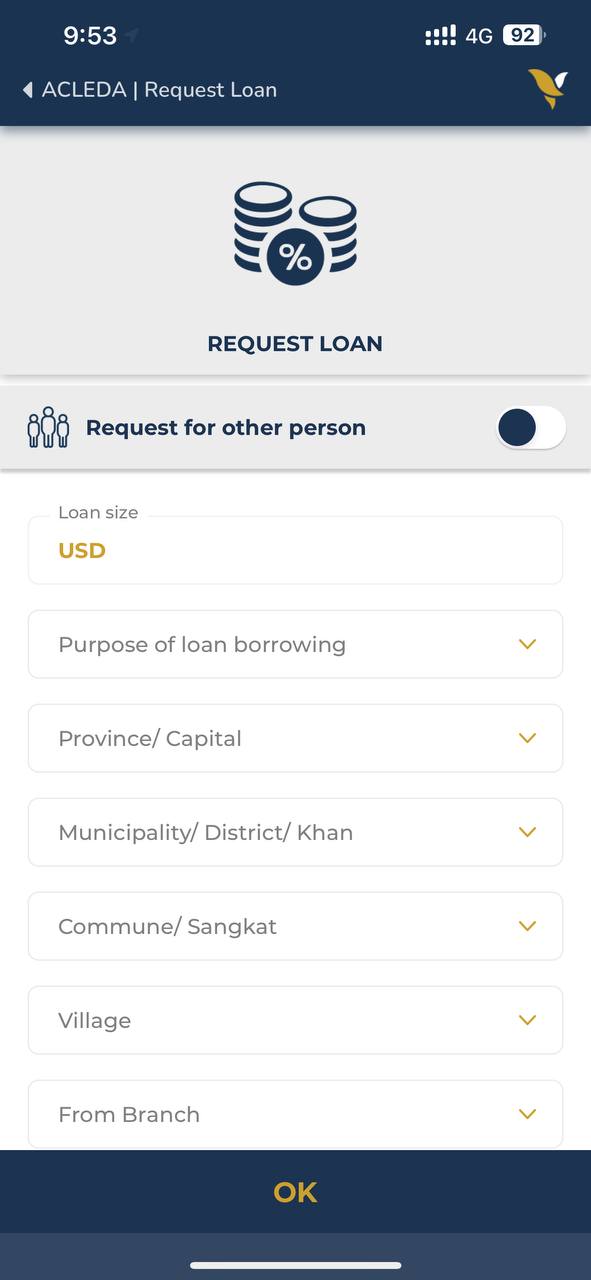 9:53
4G 92
ACLEDA | Request Loan
%
REQUEST LOAN
Request for other person
Loan size
USD
Purpose of loan borrowing
Province/ Capital
Municipality/ District/ Khan
Commune/ Sangkat
Village
From Branch
OK